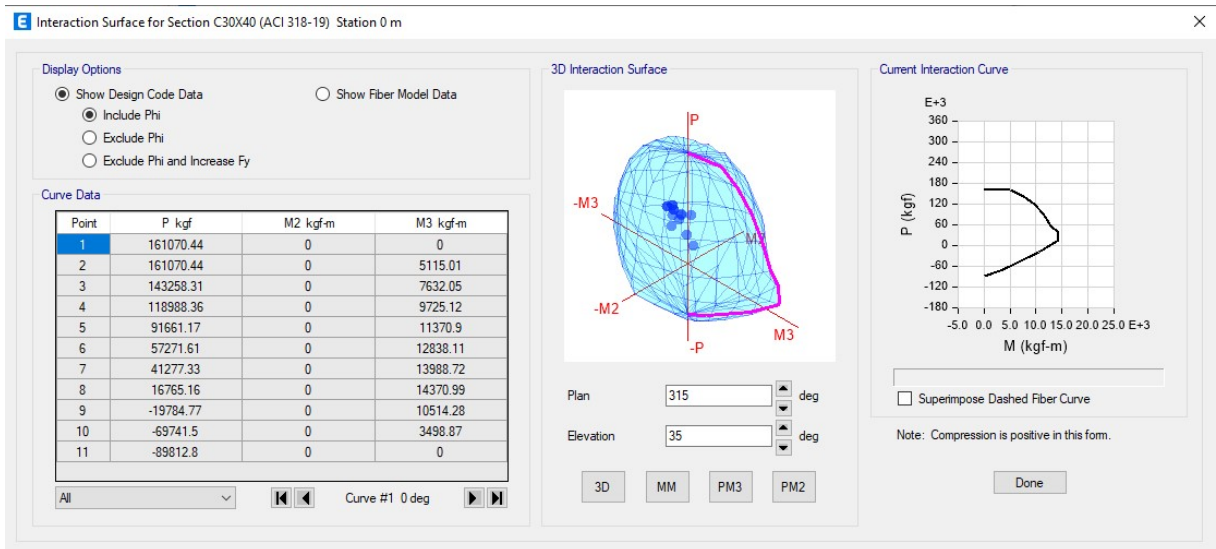 E Interaction Surface for Section C30X40 (ACI 318-19) Station 0 m
Display Options
Show Design Code Data
Show Fiber Model Data
Include Phi
Exclude Phi
Exclude Phi and Increase Fy
Curve Data
Point P kgf M2 kgf-m M3 kgf-m
1 161070.44 0 0
2 161070.44 0 5115.01
3 143258.31 0 7632.05
4 118988.36 0 9725.12
5 91661.17 0 11370.9
6 57271.61 0 12838.11
7 41277.33 0 13988.72
8 16765.16 0 14370.99
9 -19784.77 0 10514.28
10 -69741.5 0 3498.87
11 -89812.8 0 0
All
Curve #1 0 deg
3D Interaction Surface
P
-M3
M2
-M2
M3
-P
Plan 315 deg
Elevation 35 deg
3D MM PM3 PM2
Current Interaction Curve
E+3
360
300
240
180
120
60
0
-60
-120
-180
P (kgf)
-5.0 0.0 5.0 10.0 15.0 20.0 25.0 E+3
M (kgf-m)
Superimpose Dashed Fiber Curve
Note: Compression is positive in this form.
Done